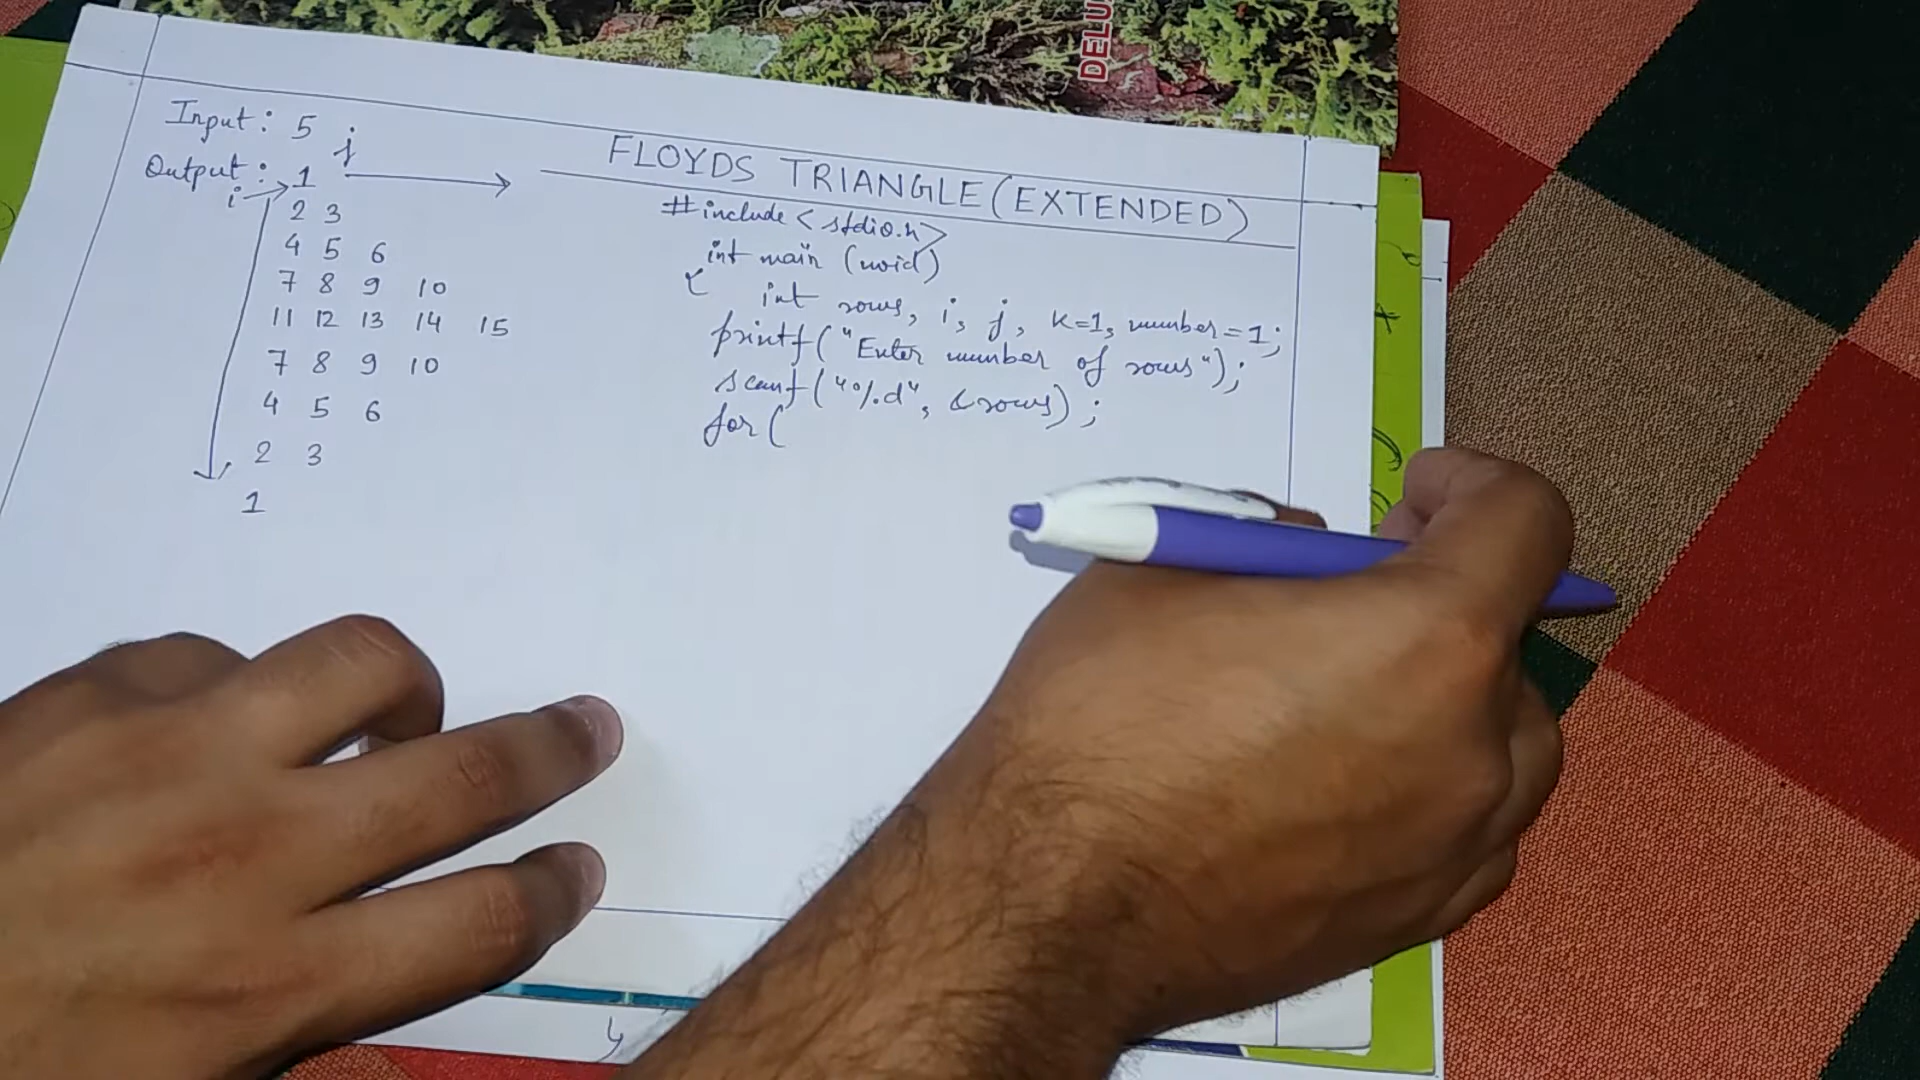 DELU
Input: 5
j
Output:
i
1
2 3
4 5 6
7 8 9 10
11 12 13 14 15
7 8 9 10
4 5 6
2 3
1
FLOYDS TRIANGLE (EXTENDED)
#include <stdio.h>
int main (void)
{ int rows, i, j, k=1, number=1;
printf("Enter number of rows");
scanf("%d", &rows);
for (